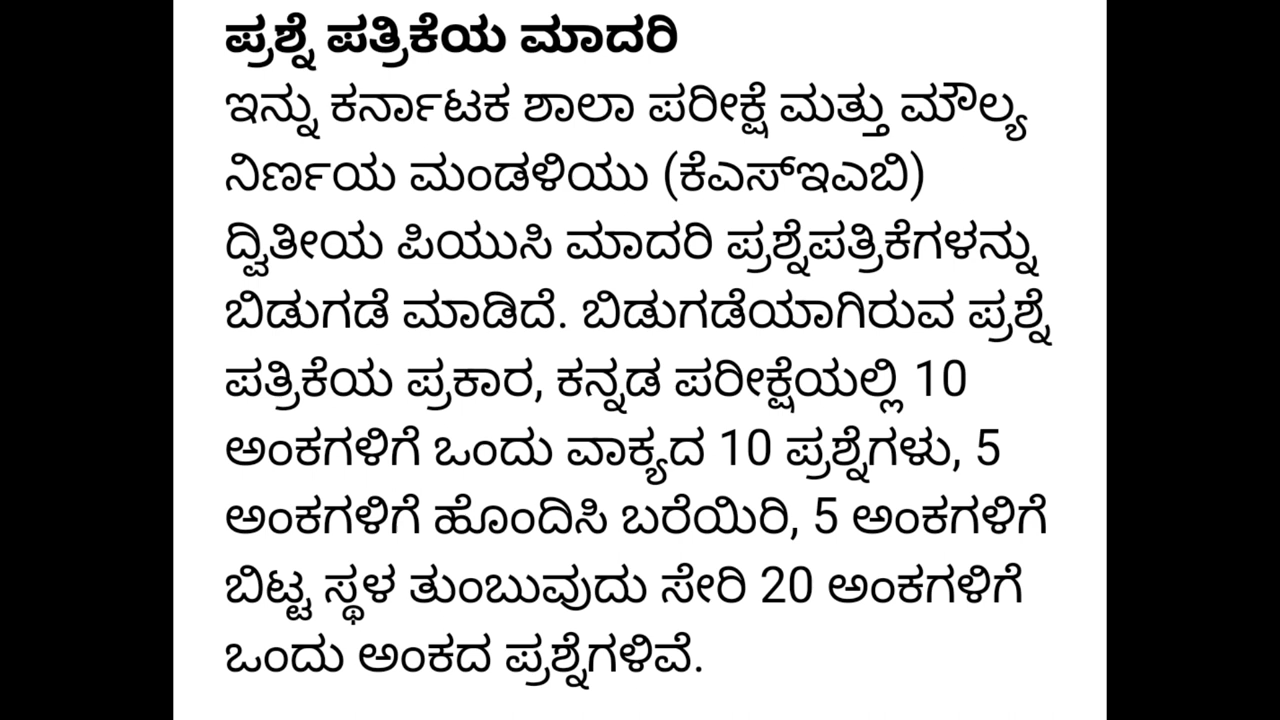 ಪ್ರಶ್ನೆ ಪತ್ರಿಕೆಯ ಮಾದರಿ
ಇನ್ನು ಕರ್ನಾಟಕ ಶಾಲಾ ಪರೀಕ್ಷೆ ಮತ್ತು ಮೌಲ್ಯ
ನಿರ್ಣಯ ಮಂಡಳಿಯು (ಕೆಎಸ್‌ಇಎಬಿ)
ದ್ವಿತೀಯ ಪಿಯುಸಿ ಮಾದರಿ ಪ್ರಶ್ನೆಪತ್ರಿಕೆಗಳನ್ನು
ಬಿಡುಗಡೆ ಮಾಡಿದೆ. ಬಿಡುಗಡೆಯಾಗಿರುವ ಪ್ರಶ್ನೆ
ಪತ್ರಿಕೆಯ ಪ್ರಕಾರ, ಕನ್ನಡ ಪರೀಕ್ಷೆಯಲ್ಲಿ 10
ಅಂಕಗಳಿಗೆ ಒಂದು ವಾಕ್ಯದ 10 ಪ್ರಶ್ನೆಗಳು, 5
ಅಂಕಗಳಿಗೆ ಹೊಂದಿಸಿ ಬರೆಯಿರಿ, 5 ಅಂಕಗಳಿಗೆ
ಬಿಟ್ಟ ಸ್ಥಳ ತುಂಬುವುದು ಸೇರಿ 20 ಅಂಕಗಳಿಗೆ
ಒಂದು ಅಂಕದ ಪ್ರಶ್ನೆಗಳಿವೆ.